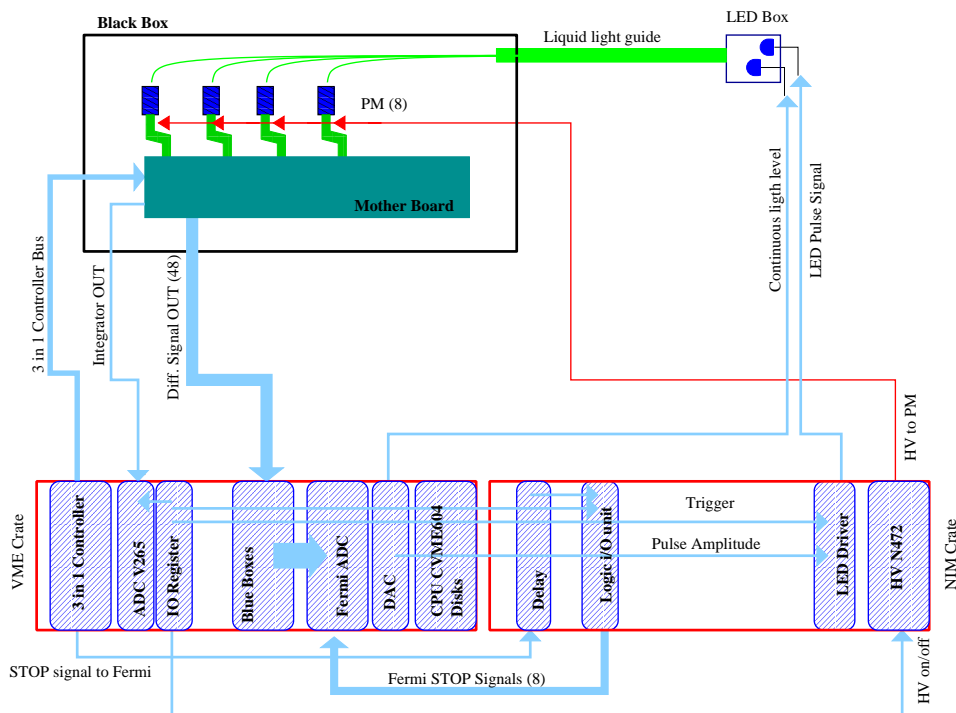 Black Box
LED Box
Liquid light guide
PM (8)
Mother Board
3 in 1 Controller Bus
Integrator OUT
Diff. Signal OUT (48)
Continuous ligth level
LED Pulse Signal
HV to PM
VME Crate
3 in 1 Controller
ADC V265
IO Register
Blue Boxes
Fermi ADC
DAC
CPU CVME604
Disks
Delay
Logic i/O unit
Trigger
Pulse Amplitude
LED Driver
HV N472
NIM Crate
STOP signal to Fermi
Fermi STOP Signals (8)
HV on/off